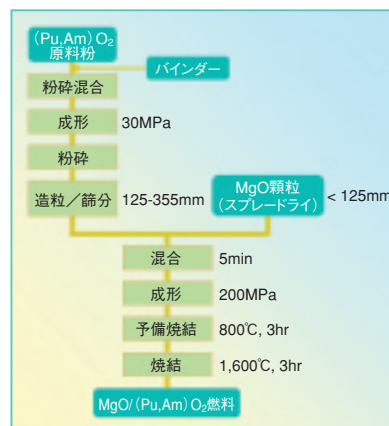 (Pu,Am)O2
原料粉
バインダー
粉砕混合
成形 30MPa
粉砕
造粒／篩分 125-355mm
MgO顆粒
(スプレードライ) < 125mm
混合 5min
成形 200MPa
予備焼結 800℃, 3hr
焼結 1,600℃, 3hr
MgO/(Pu,Am)O2燃料